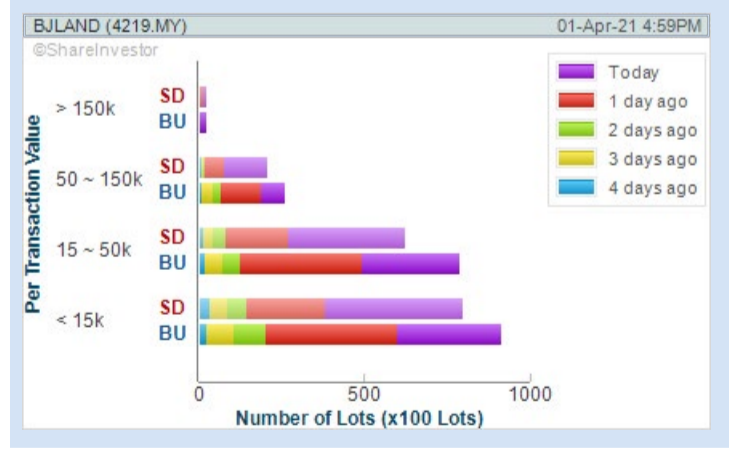 BJLAND (4219.MY) 01-Apr-21 4:59PM
©ShareInvestor
Today
1 day ago
2 days ago
3 days ago
4 days ago
Per Transaction Value
> 150k
SD
BU
50 ~ 150k
SD
BU
15 ~ 50k
SD
BU
< 15k
SD
BU
0 500 1000
Number of Lots (x100 Lots)